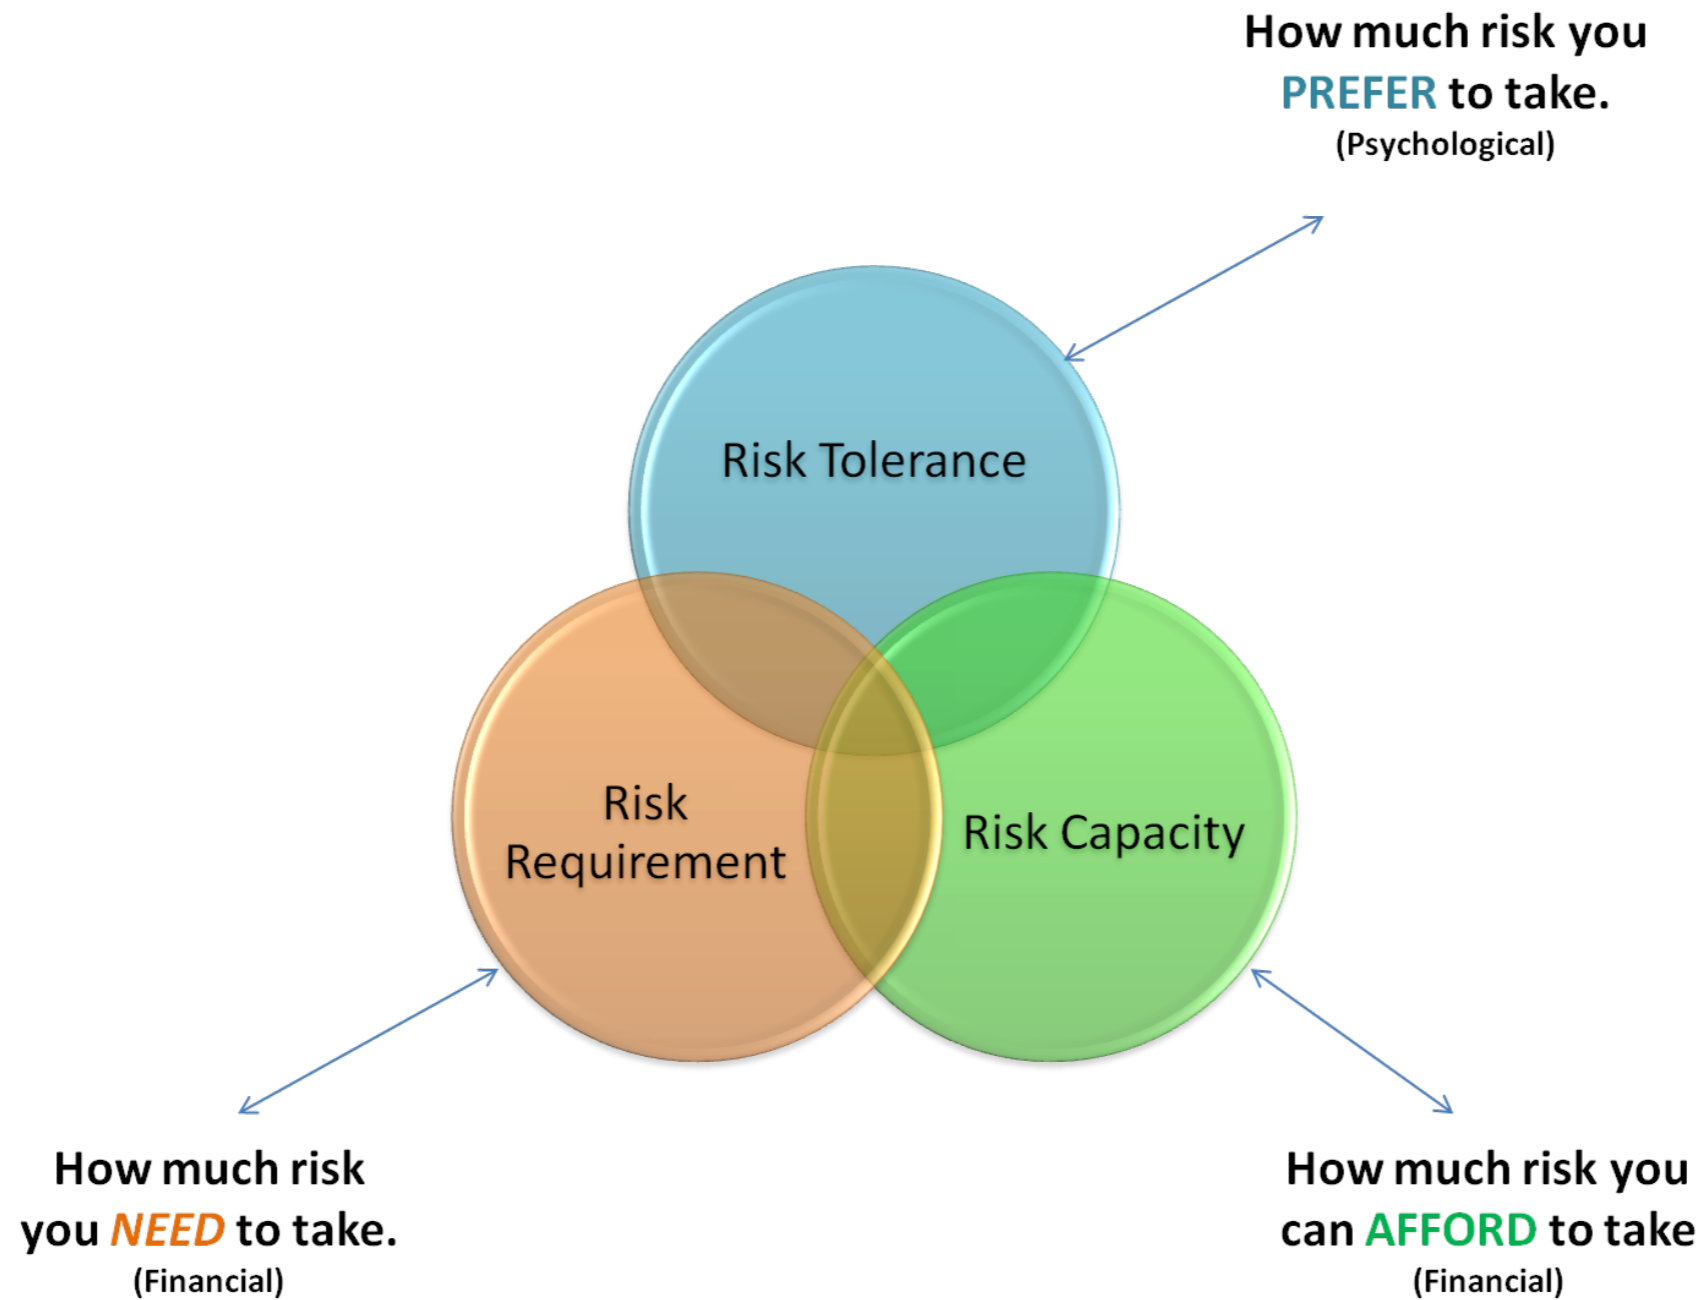 How much risk you
PREFER to take.
(Psychological)
Risk Tolerance
Risk
Requirement
Risk Capacity
How much risk
you NEED to take.
(Financial)
How much risk you
can AFFORD to take
(Financial)